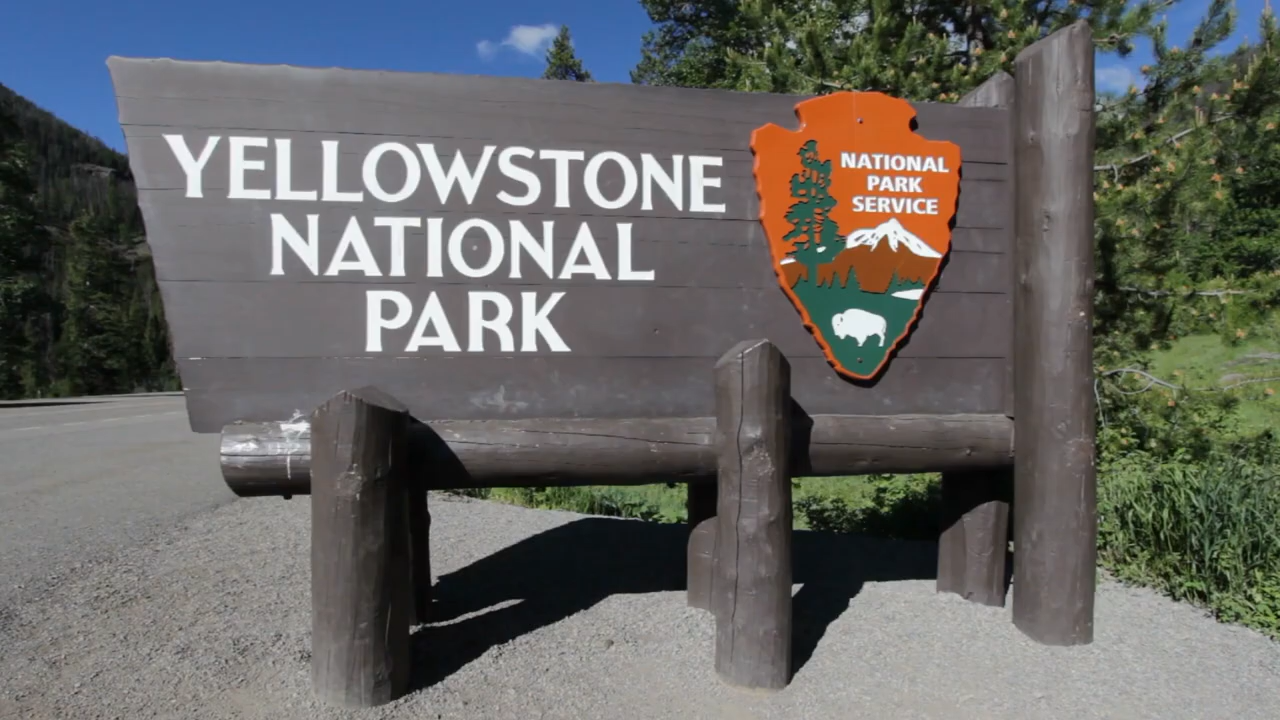 YELLOWSTONE
NATIONAL
PARK
NATIONAL
PARK
SERVICE